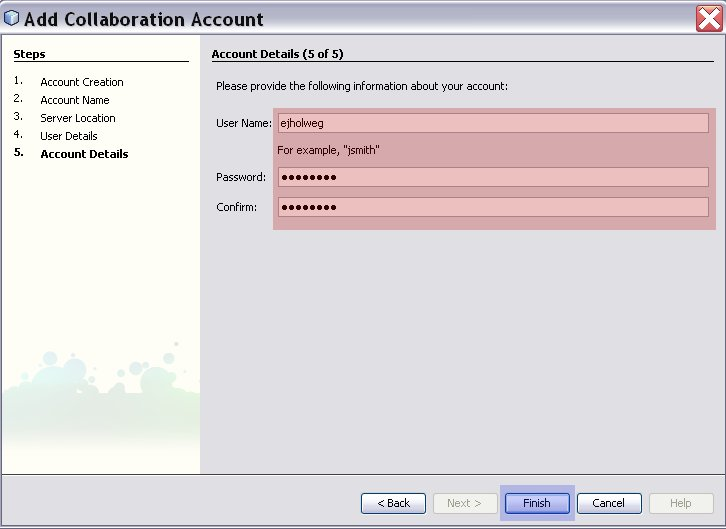 Add Collaboration Account
Steps
1. Account Creation
2. Account Name
3. Server Location
4. User Details
5. Account Details
Account Details (5 of 5)
Please provide the following information about your account:
User Name: ejholweg
For example, "jsmith"
Password: ●●●●●●●●
Confirm: ●●●●●●●●
< Back Next > Finish Cancel Help